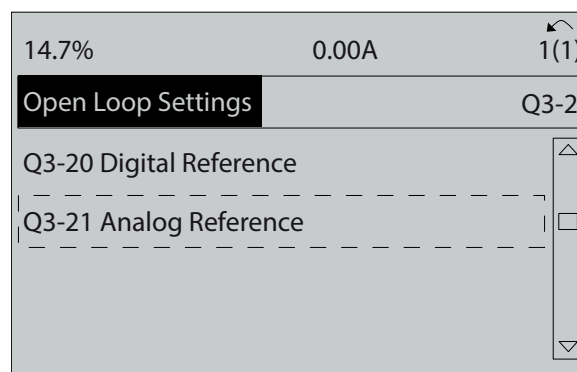 14.7% 0.00A 1(1)
Open Loop Settings Q3-2
Q3-20 Digital Reference
Q3-21 Analog Reference